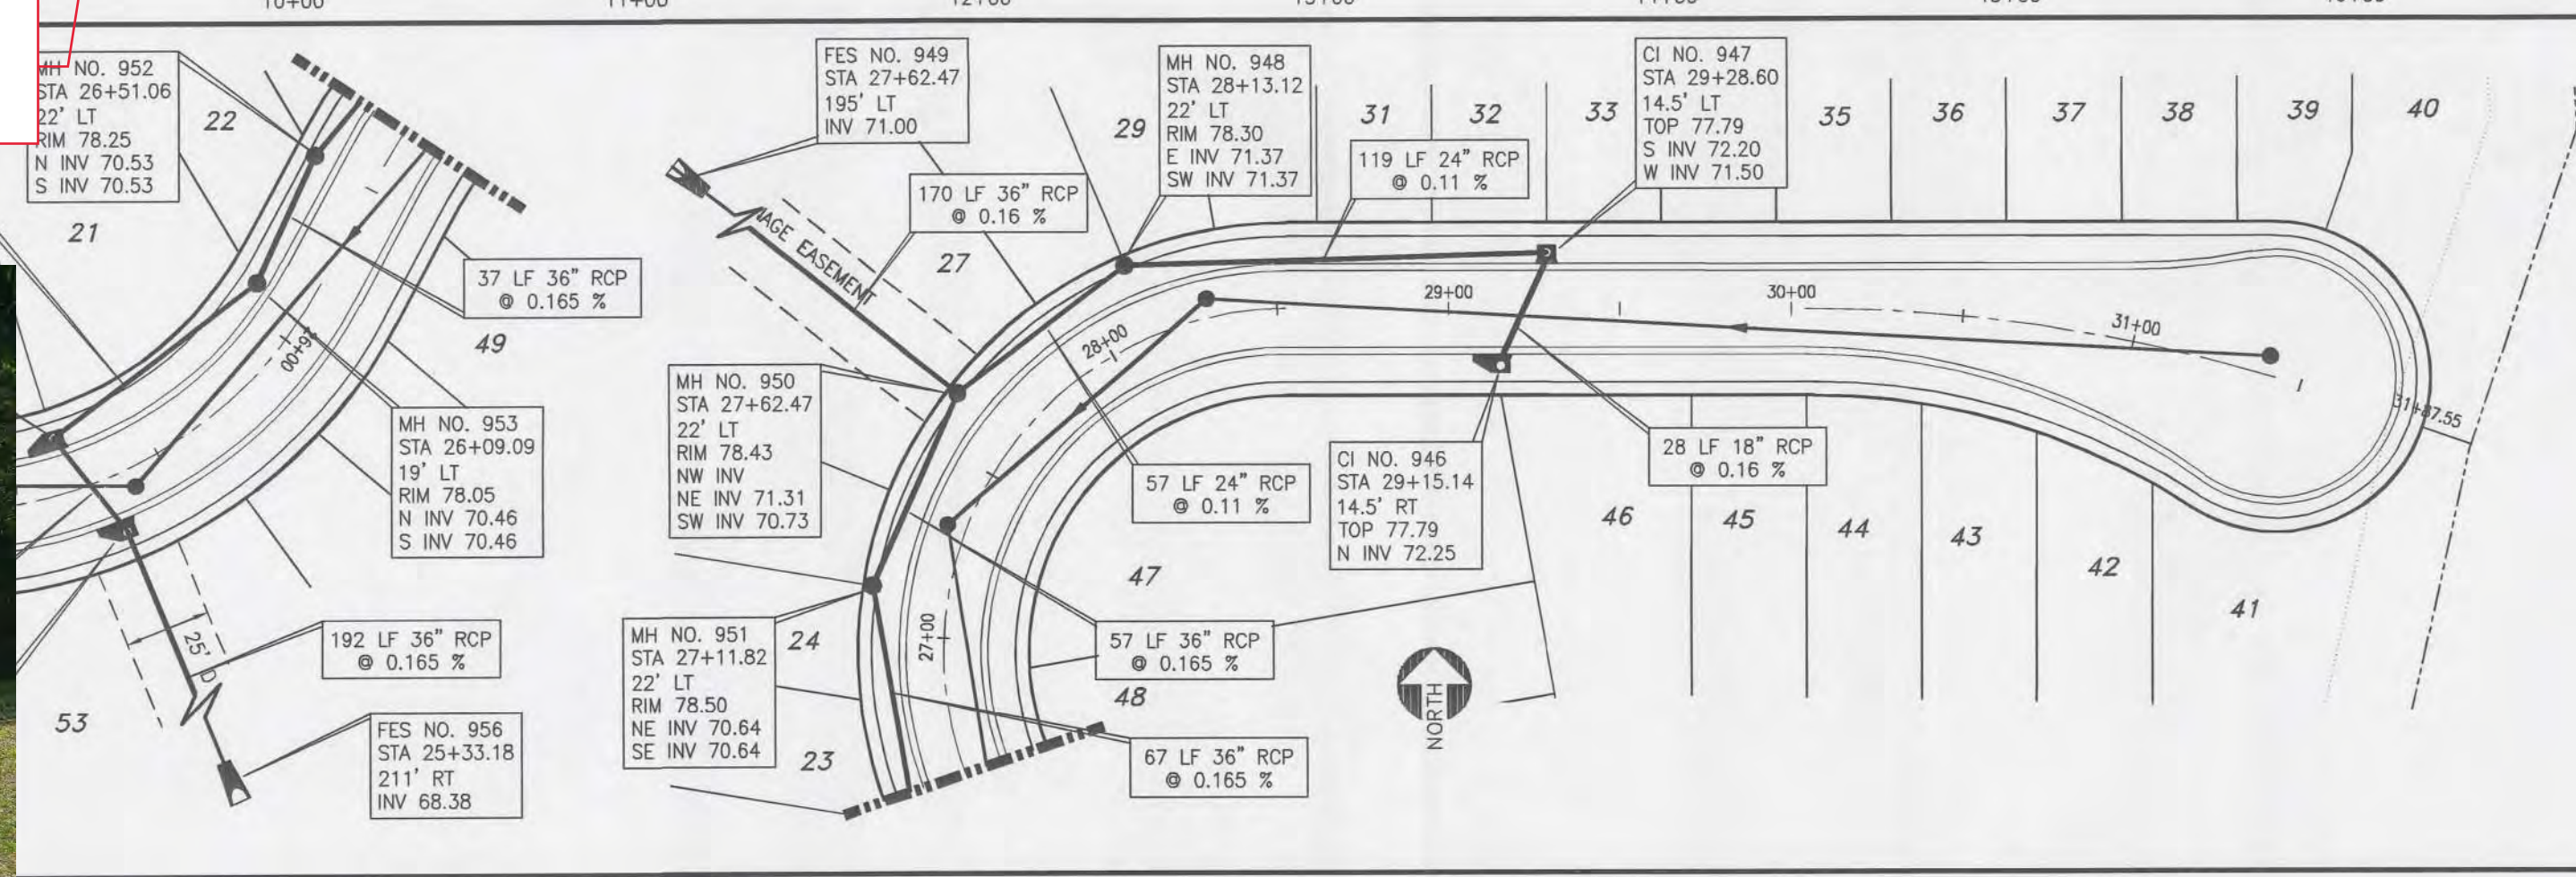 MH NO. 952
STA 26+51.06
22' LT
RIM 78.25
N INV 70.53
S INV 70.53
22
21
37 LF 36" RCP
@ 0.165 %
49
26+00
MH NO. 953
STA 26+09.09
19' LT
RIM 78.05
N INV 70.46
S INV 70.46
192 LF 36" RCP
@ 0.165 %
25' D
53
FES NO. 956
STA 25+33.18
211' RT
INV 68.38
FES NO. 949
STA 27+62.47
195' LT
INV 71.00
170 LF 36" RCP
@ 0.16 %
AGE EASEMENT
27
29
MH NO. 948
STA 28+13.12
22' LT
RIM 78.30
E INV 71.37
SW INV 71.37
31
32
33
119 LF 24" RCP
@ 0.11 %
CI NO. 947
STA 29+28.60
14.5' LT
TOP 77.79
S INV 72.20
W INV 71.50
35
36
37
38
39
40
28+00
29+00
30+00
31+00
31+87.55
MH NO. 950
STA 27+62.47
22' LT
RIM 78.43
NW INV
NE INV 71.31
SW INV 70.73
57 LF 24" RCP
@ 0.11 %
CI NO. 946
STA 29+15.14
14.5' RT
TOP 77.79
N INV 72.25
28 LF 18" RCP
@ 0.16 %
46
45
44
43
42
41
47
MH NO. 951
STA 27+11.82
22' LT
RIM 78.50
NE INV 70.64
SE INV 70.64
24
23
27+00
57 LF 36" RCP
@ 0.165 %
48
67 LF 36" RCP
@ 0.165 %
NORTH